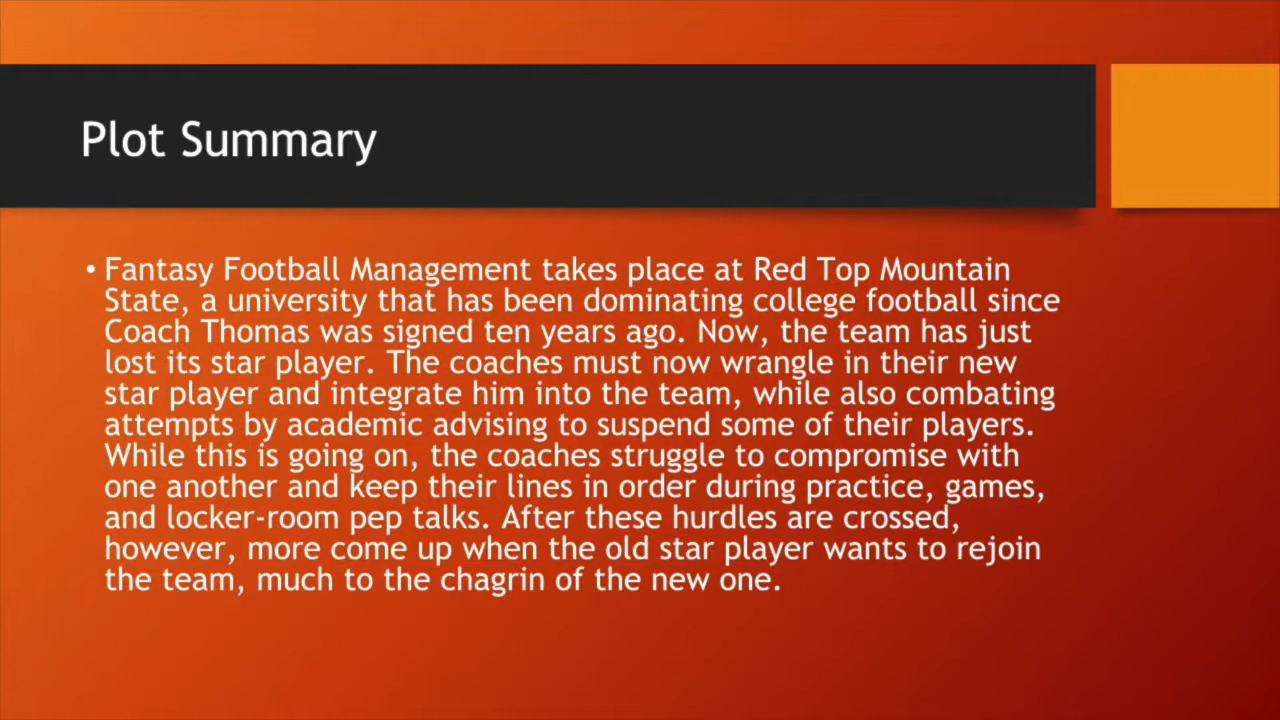 Plot Summary
• Fantasy Football Management takes place at Red Top Mountain
State, a university that has been dominating college football since
Coach Thomas was signed ten years ago. Now, the team has just
lost its star player. The coaches must now wrangle in their new
star player and integrate him into the team, while also combating
attempts by academic advising to suspend some of their players.
While this is going on, the coaches struggle to compromise with
one another and keep their lines in order during practice, games,
and locker-room pep talks. After these hurdles are crossed,
however, more come up when the old star player wants to rejoin
the team, much to the chagrin of the new one.